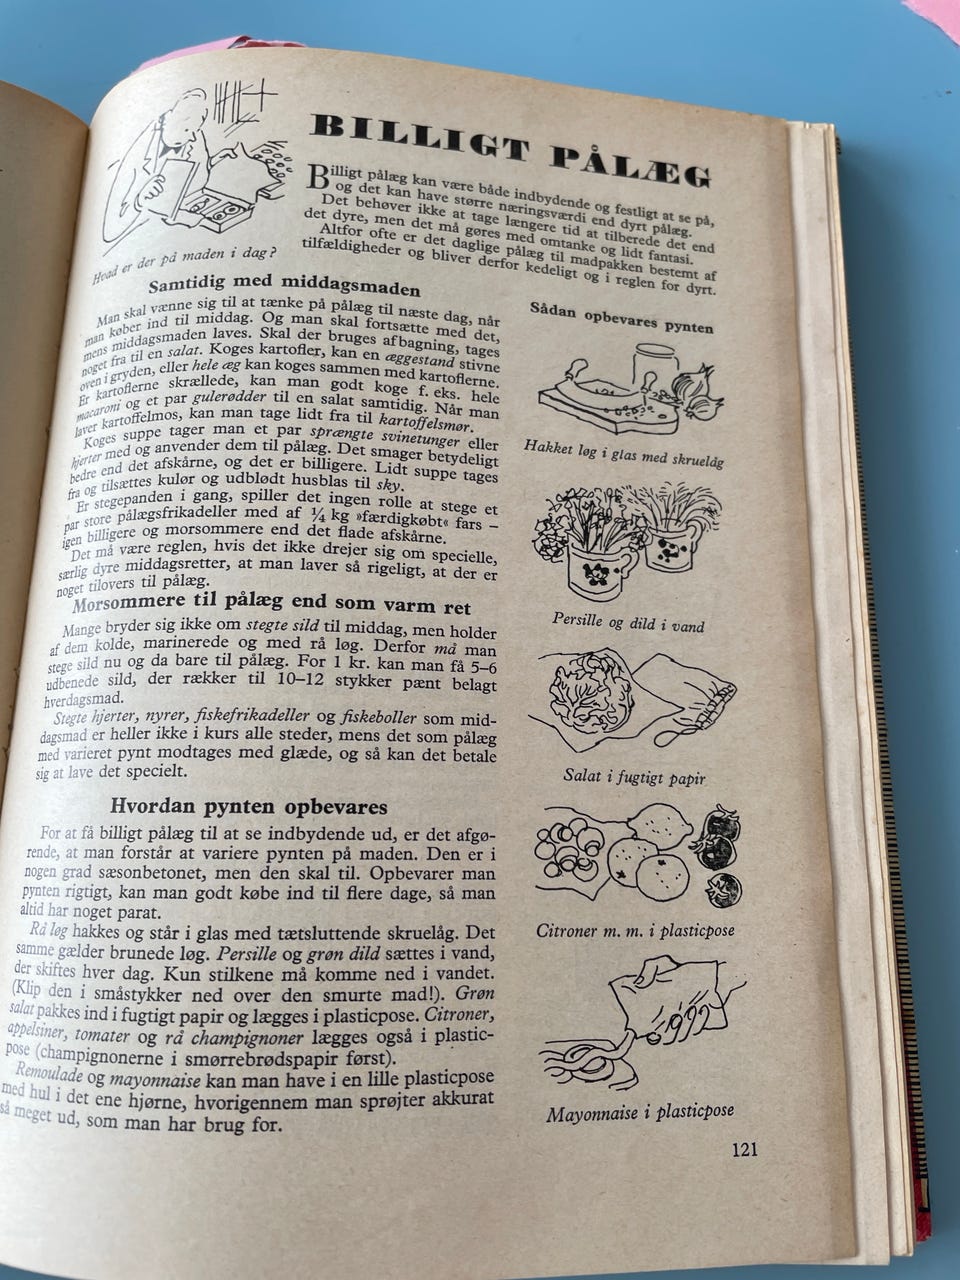 BILLIGT PÅLÆG
Billigt pålæg kan være både indbydende og festligt at se på,
og det kan have større næringsværdi end dyrt pålæg.
Det behøver ikke at tage længere tid at tilberede det end
det dyre, men det må gøres med omtanke og lidt fantasi.
Altfor ofte er det daglige pålæg til madpakken bestemt af
tilfældigheder og bliver derfor kedeligt og i reglen for dyrt.
Hvad er der på maden i dag?
Samtidig med middagsmaden
Man skal vænne sig til at tænke på pålæg til næste dag, når
man køber ind til middag. Og man skal fortsætte med det,
mens middagsmaden laves. Skal der bruges afbagning, tages
noget fra til en salat. Koges kartofler, kan en æggestand stivne
oven i gryden, eller hele æg kan koges sammen med kartoflerne.
Er kartoflerne skrællede, kan man godt koge f. eks. hele
macaroni og et par gulerødder til en salat samtidig. Når man
laver kartoffelmos, kan man tage lidt fra til kartoffelsmør.
Koges suppe tager man et par sprængte svinetunger eller
hjerter med og anvender dem til pålæg. Det smager betydeligt
bedre end det afskårne, og det er billigere. Lidt suppe tages
fra og tilsættes kulør og udblødt husblas til sky.
Er stegepanden i gang, spiller det ingen rolle at stege et
par store pålægsfrikadeller med af ¼ kg »færdigkøbt« fars –
igen billigere og morsommere end det flade afskårne.
Det må være reglen, hvis det ikke drejer sig om specielle,
særlig dyre middagsretter, at man laver så rigeligt, at der er
noget tilovers til pålæg.
Morsommere til pålæg end som varm ret
Mange bryder sig ikke om stegte sild til middag, men holder
af dem kolde, marinerede og med rå løg. Derfor må man
stege sild nu og da bare til pålæg. For 1 kr. kan man få 5–6
udbenede sild, der rækker til 10–12 stykker pænt belagt
hverdagsmad.
Stegte hjerter, nyrer, fiskefrikadeller og fiskeboller som mid-
dagsmad er heller ikke i kurs alle steder, mens det som pålæg
med varieret pynt modtages med glæde, og så kan det betale
sig at lave det specielt.
Hvordan pynten opbevares
For at få billigt pålæg til at se indbydende ud, er det afgø-
rende, at man forstår at variere pynten på maden. Den er i
nogen grad sæsonbetonet, men den skal til. Opbevarer man
pynten rigtigt, kan man godt købe ind til flere dage, så man
altid har noget parat.
Rå løg hakkes og står i glas med tætsluttende skruelåg. Det
samme gælder brunede løg. Persille og grøn dild sættes i vand,
der skiftes hver dag. Kun stilkene må komme ned i vandet.
(Klip den i småstykker ned over den smurte mad!). Grøn
salat pakkes ind i fugtigt papir og lægges i plasticpose. Citroner,
appelsiner, tomater og rå champignoner lægges også i plastic-
pose (champignonerne i smørrebrødspapir først).
Remoulade og mayonnaise kan man have i en lille plasticpose
med hul i det ene hjørne, hvorigennem man sprøjter akkurat
så meget ud, som man har brug for.
Sådan opbevares pynten
Hakket løg i glas med skruelåg
Persille og dild i vand
Salat i fugtigt papir
Citroner m. m. i plasticpose
Mayonnaise i plasticpose
121